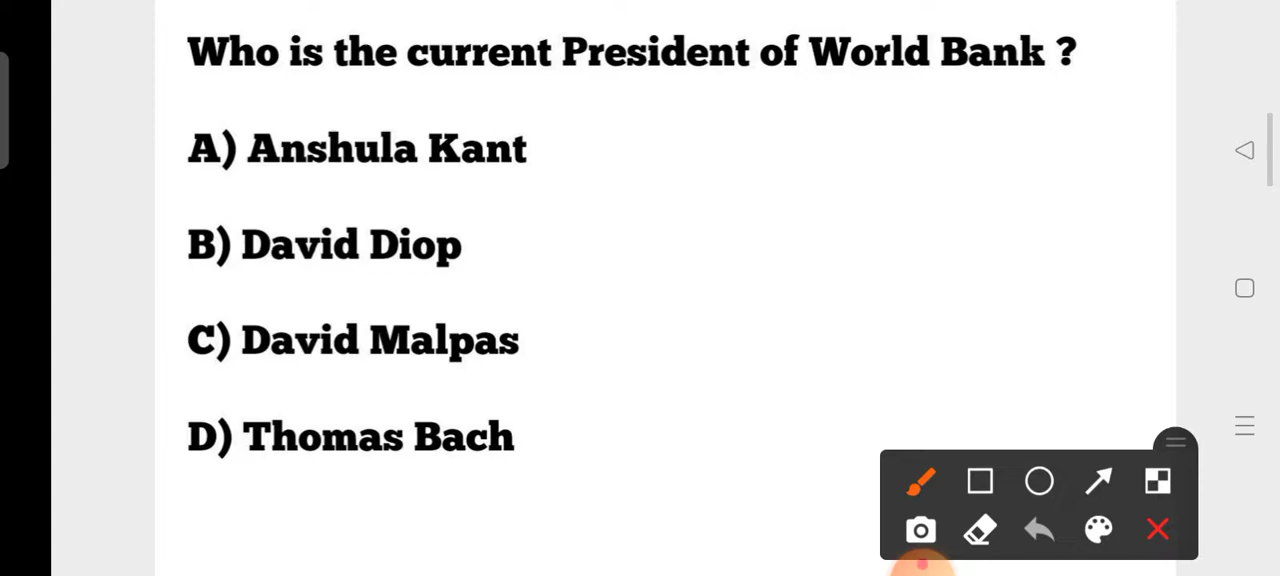 Who is the current President of World Bank ?
A) Anshula Kant
B) David Diop
C) David Malpas
D) Thomas Bach